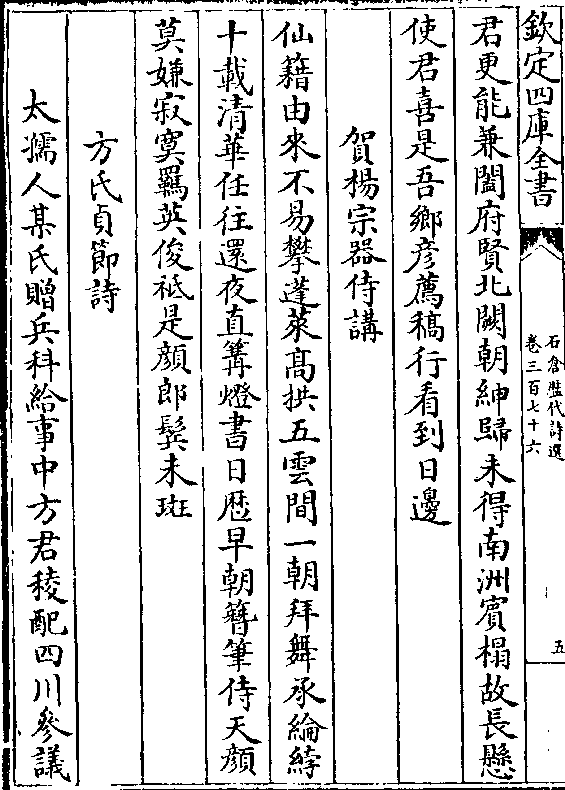 欽定四庫全書
石倉歷代詩選
卷三百七十六
五
君更能兼闔府賢北闕朝紳歸未得南洲賓榻故長懸
使君喜是吾鄉彦薦稿行看到日邊
賀楊宗器侍講
仙籍由來不易攀蓬萊髙拱五雲間一朝拜舞承綸綍
十載清華任往還夜直篝燈書日歴早朝簪筆侍天顔
莫嫌寂寞羈英俊祗是顔郎鬂未斑
方氏貞節詩
太孺人某氏贈兵科給事中方君稜配四川參議